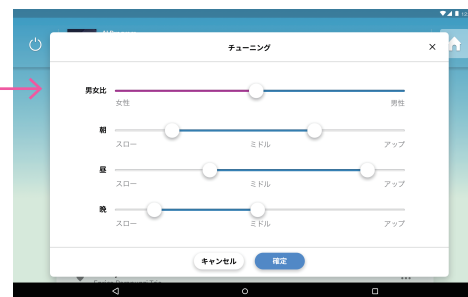 チューニング
×
男女比
女性 男性
朝
スロー ミドル アップ
昼
スロー ミドル アップ
晩
スロー ミドル アップ
キャンセル 確定